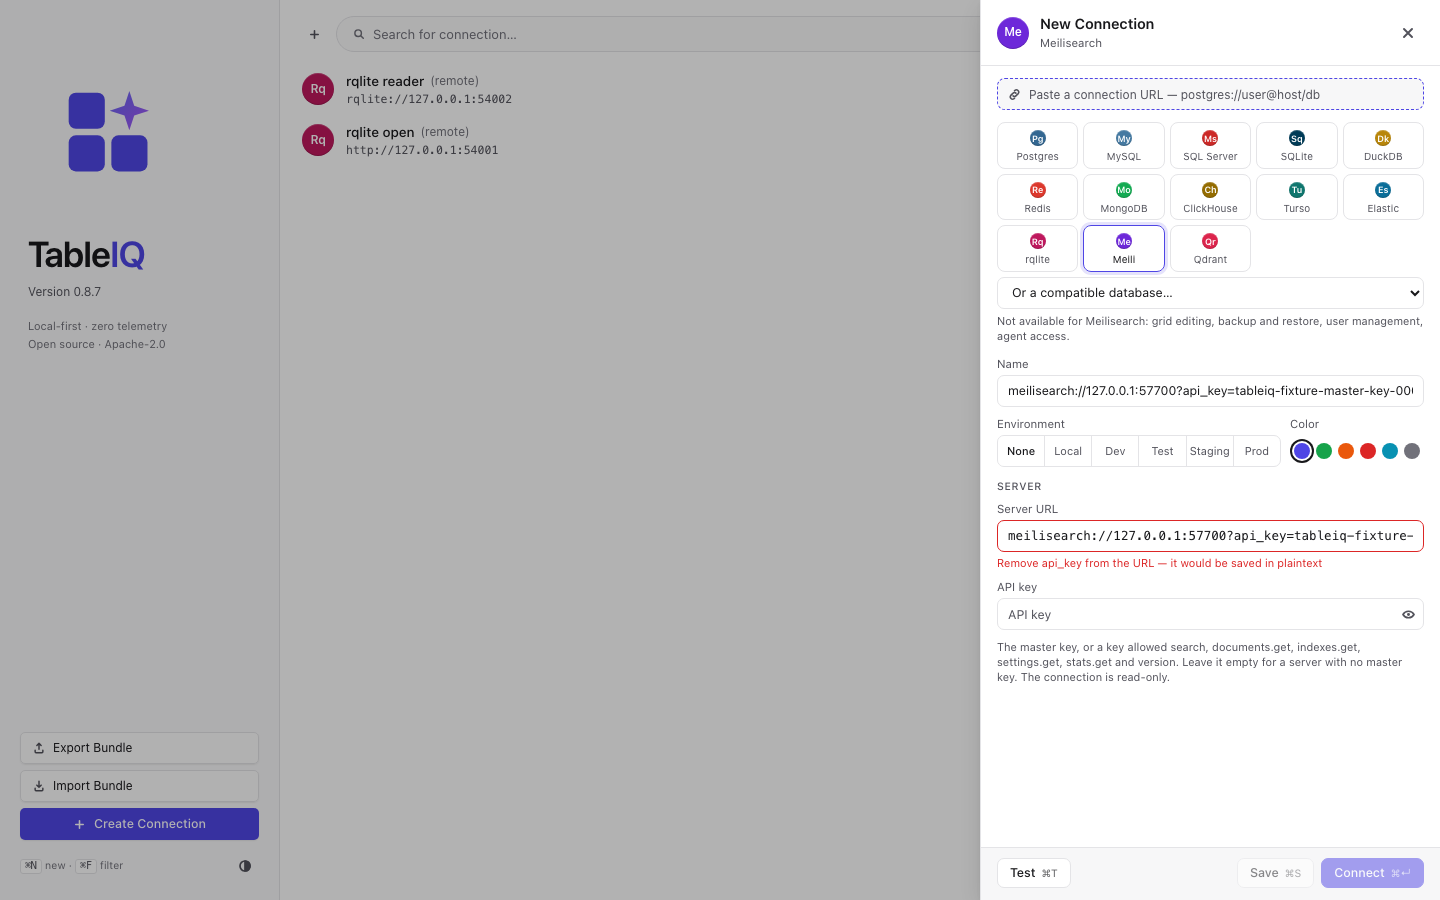 TableIQ
Version 0.8.7
Local-first · zero telemetry
Open source · Apache-2.0
Export Bundle
Import Bundle
Create Connection
⌘N new · ⌘F filter
Search for connection...
Rq
rqlite reader (remote)
rqlite://127.0.0.1:54002
Rq
rqlite open (remote)
http://127.0.0.1:54001
Me
New Connection
Meilisearch
Paste a connection URL — postgres://user@host/db
Pg My Ms Sq Dk
Postgres MySQL SQL Server SQLite DuckDB
Re Mo Ch Tu Es
Redis MongoDB ClickHouse Turso Elastic
Rq Me Qr
rqlite Meili Qdrant
Or a compatible database...
Not available for Meilisearch: grid editing, backup and restore, user management,
agent access.
Name
meilisearch://127.0.0.1:57700?api_key=tableiq-fixture-master-key-00
Environment Color
None Local Dev Test Staging Prod
SERVER
Server URL
meilisearch://127.0.0.1:57700?api_key=tableiq-fixture-
Remove api_key from the URL — it would be saved in plaintext
API key
API key
The master key, or a key allowed search, documents.get, indexes.get,
settings.get, stats.get and version. Leave it empty for a server with no master
key. The connection is read-only.
Test ⌘T Save ⌘S Connect ⌘↵